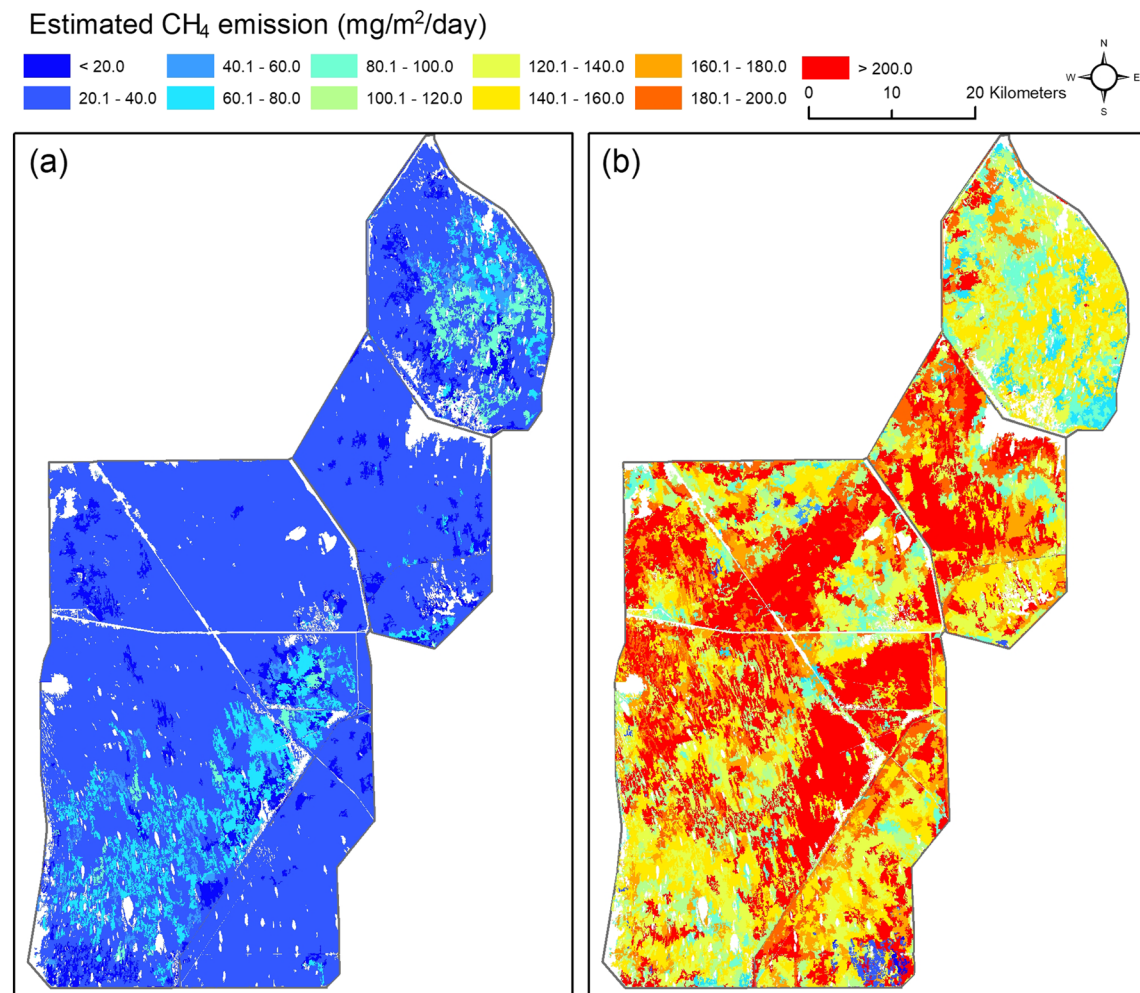 Estimated CH₄ emission (mg/m²/day)
< 20.0 40.1 - 60.0 80.1 - 100.0 120.1 - 140.0 160.1 - 180.0 > 200.0
20.1 - 40.0 60.1 - 80.0 100.1 - 120.0 140.1 - 160.0 180.1 - 200.0
0 10 20 Kilometers
N
W E
S
(a) (b)